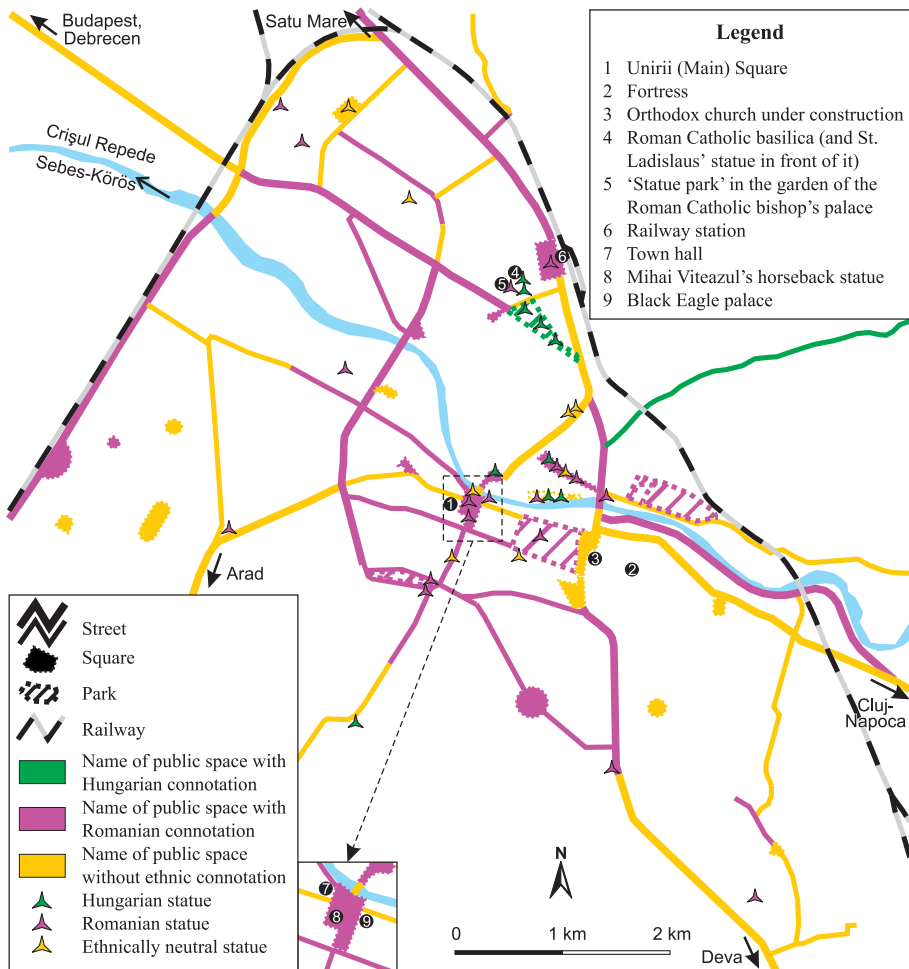 Budapest,
Debrecen
Satu Mare
Crişul Repede
Sebes-Körös
Legend
1 Unirii (Main) Square
2 Fortress
3 Orthodox church under construction
4 Roman Catholic basilica (and St.
Ladislaus’ statue in front of it)
5 ‘Statue park’ in the garden of the
Roman Catholic bishop’s palace
6 Railway station
7 Town hall
8 Mihai Viteazul’s horseback statue
9 Black Eagle palace
4
5
6
1
3
2
Arad
Cluj-
Napoca
Street
Square
Park
Railway
Name of public space with
Hungarian connotation
Name of public space with
Romanian connotation
Name of public space
without ethnic connotation
Hungarian statue
Romanian statue
Ethnically neutral statue
7
8
9
N
0 1 km 2 km
Deva